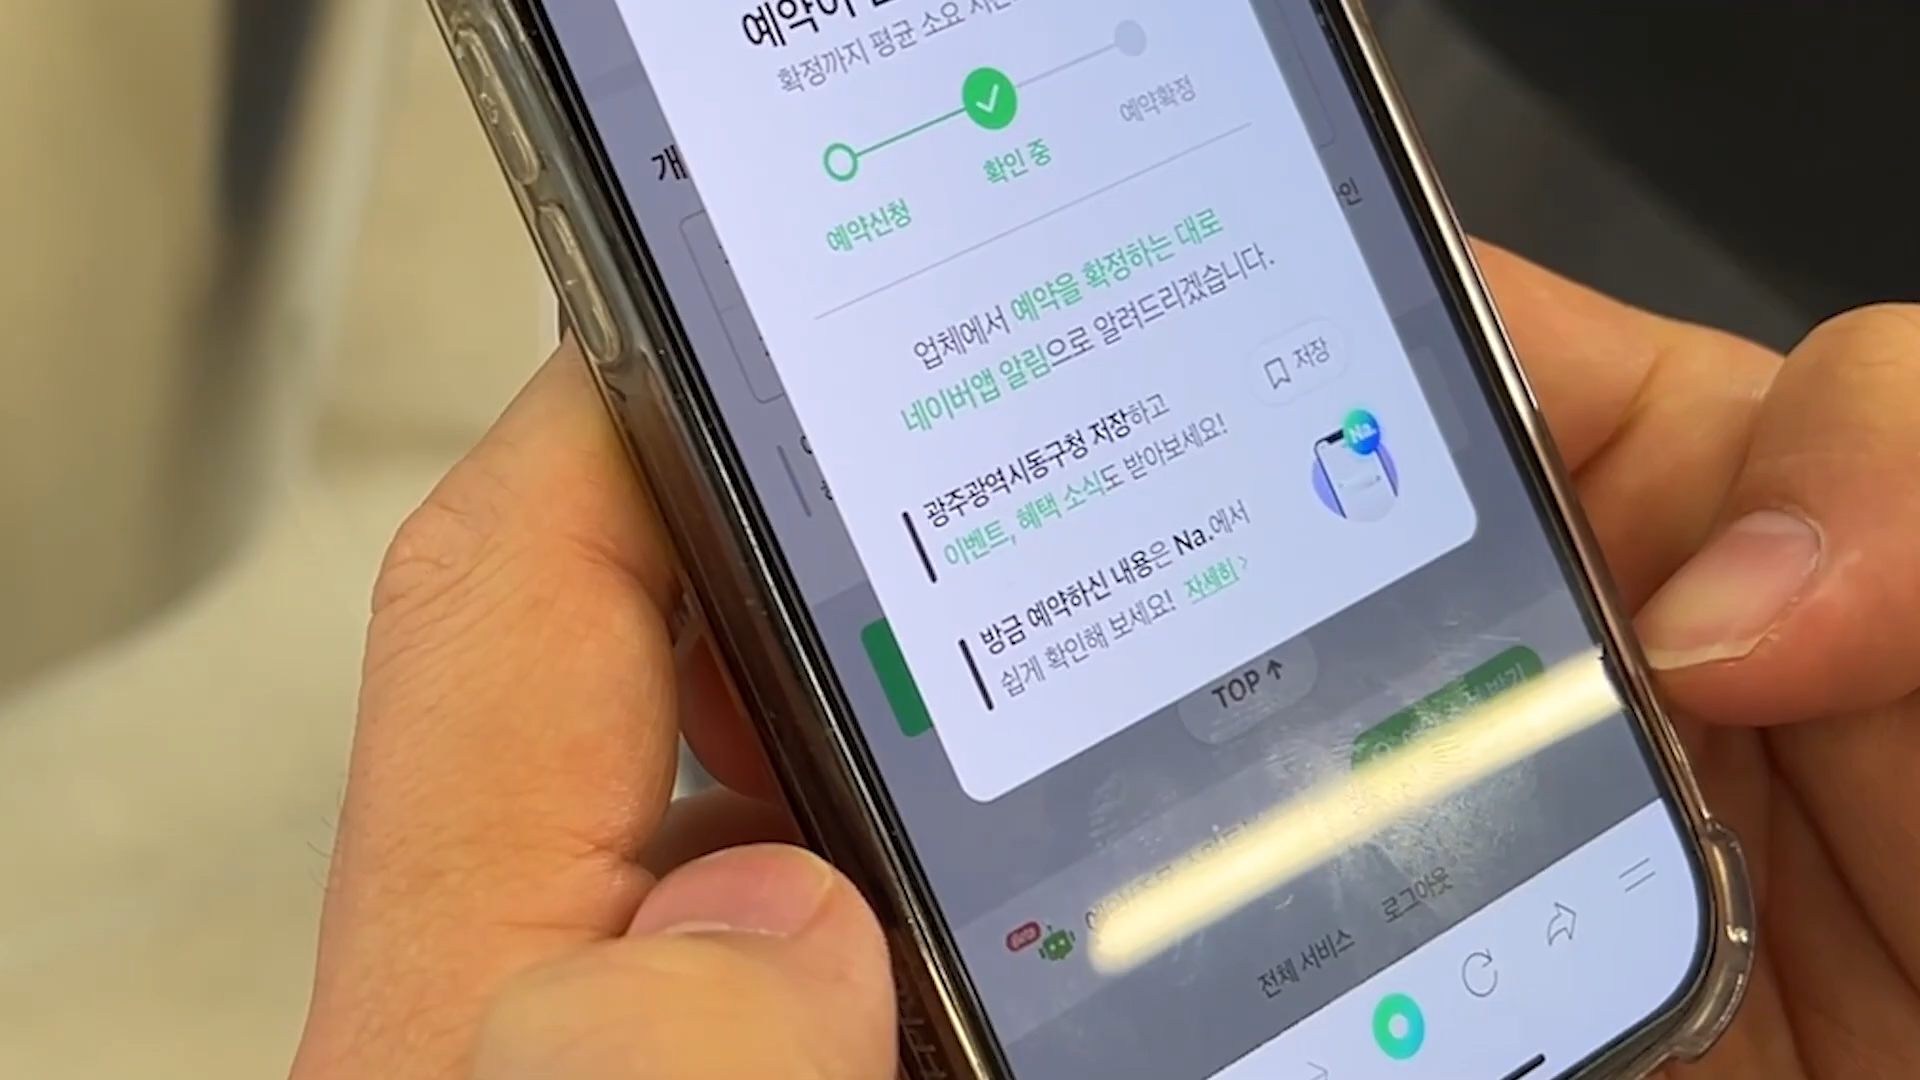 확정까지 평균 소요
예약신청
확인 중
예약확정
업체에서 예약을 확정하는 대로
네이버앱 알림으로 알려드리겠습니다.
저장
광주광역시동구청 저장하고
이벤트, 혜택 소식도 받아보세요!
Na.
방금 예약하신 내용은 Na.에서
쉽게 확인해 보세요! 자세히 >
TOP ↑
로그아웃
전체 서비스